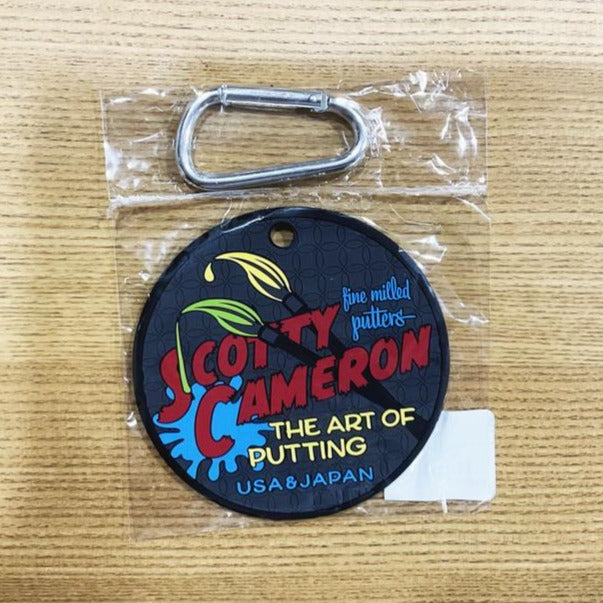 fine milled
putters
SCOTTY
CAMERON
THE ART OF
PUTTING
USA & JAPAN